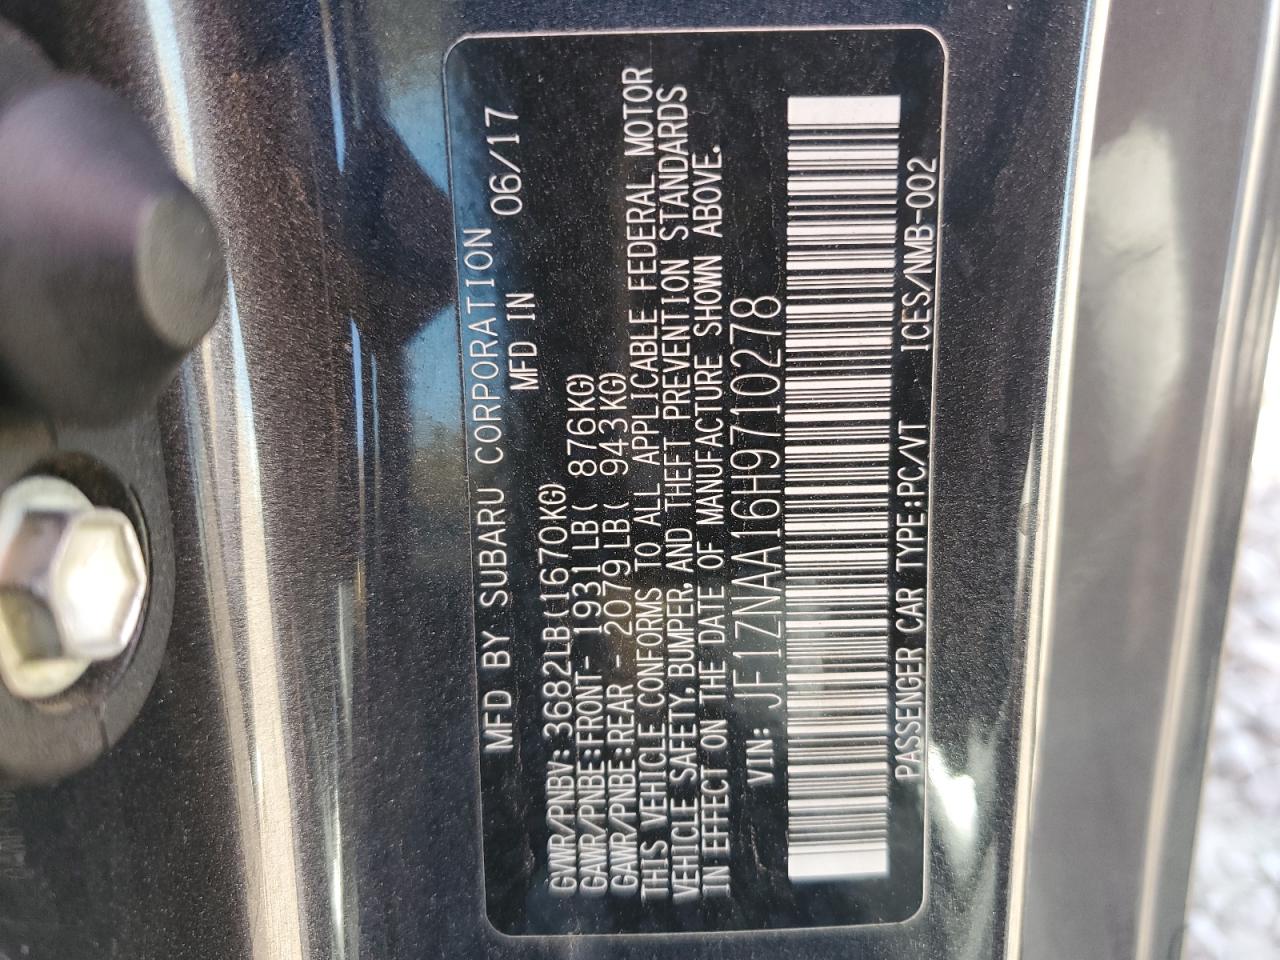 MFD BY SUBARU CORPORATION 06/17
MFD IN
GVWR/PNBV: 3682LB(1670KG)
GAWR/PNBE:FRONT- 1931LB( 876KG)
GAWR/PNBE:REAR - 2079LB( 943KG)
THIS VEHICLE CONFORMS TO ALL APPLICABLE FEDERAL MOTOR
VEHICLE SAFETY, BUMPER, AND THEFT PREVENTION STANDARDS
IN EFFECT ON THE DATE OF MANUFACTURE SHOWN ABOVE.
VIN: JF1ZNAA16H9710278
PASSENGER CAR TYPE:PC/VT ICES/NMB-002